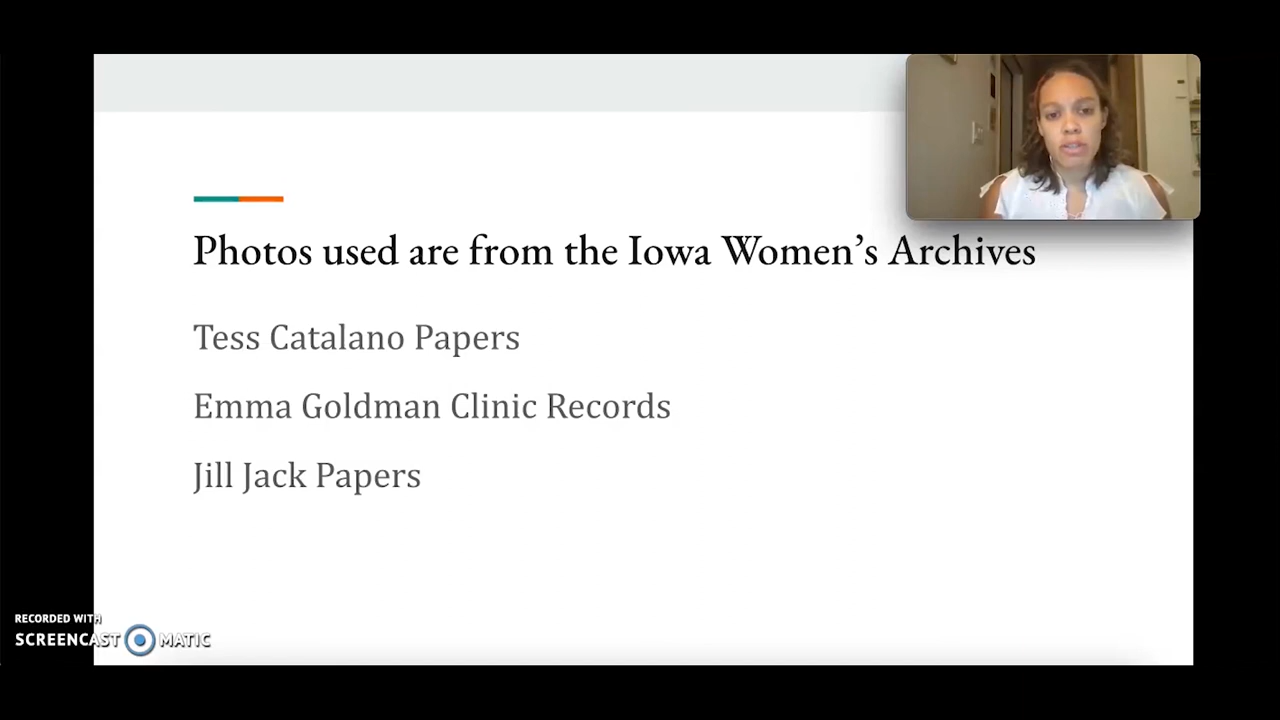 Photos used are from the Iowa Women’s Archives
Tess Catalano Papers
Emma Goldman Clinic Records
Jill Jack Papers
RECORDED WITH
SCREENCAST MATIC